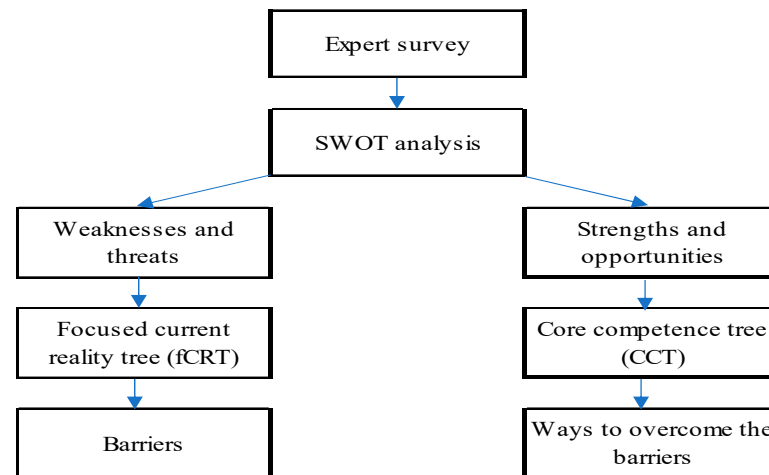 Expert survey
SWOT analysis
Weaknesses and
threats
Strengths and
opportunities
Focused current
reality tree (fCRT)
Core competence tree
(CCT)
Barriers
Ways to overcome the
barriers